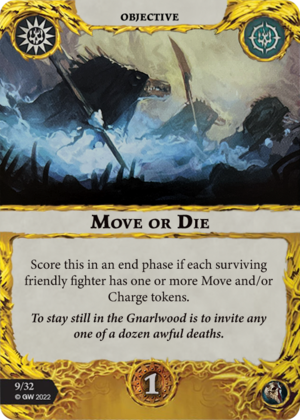 OBJECTIVE
Move or Die
Score this in an end phase if each surviving
friendly fighter has one or more Move and/or
Charge tokens.
To stay still in the Gnarlwood is to invite any
one of a dozen awful deaths.
9/32
© GW 2022
1